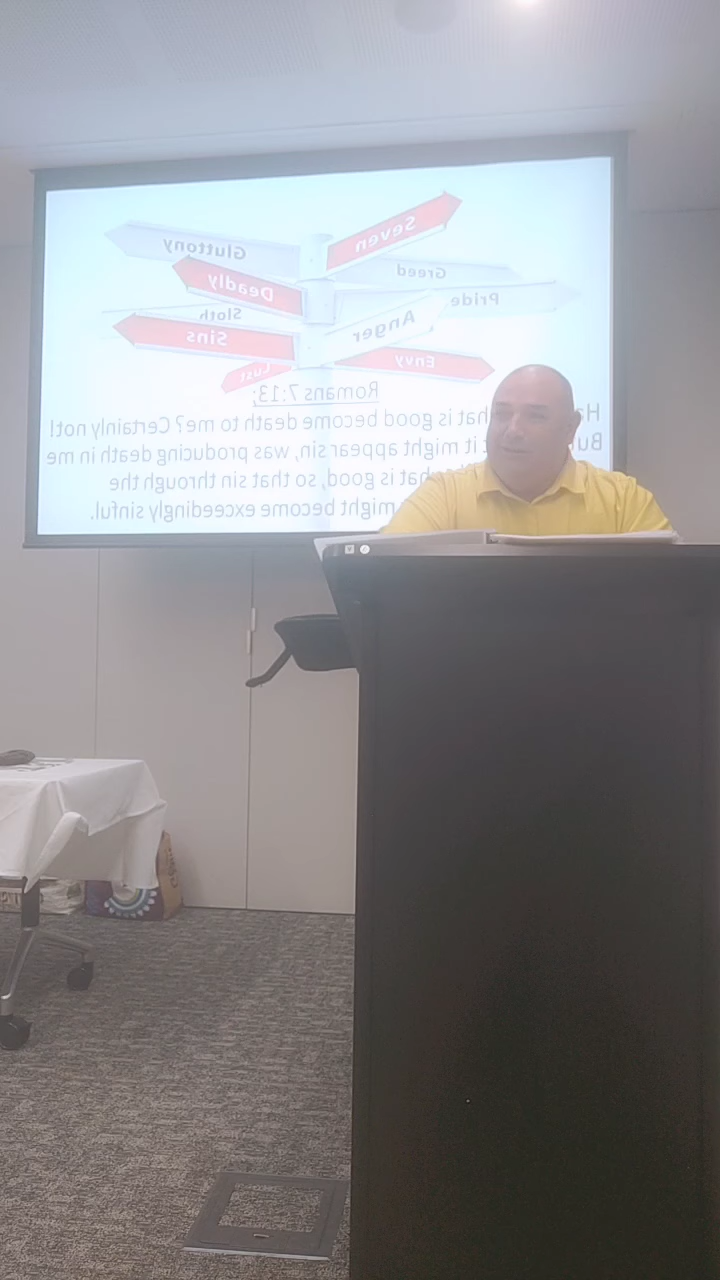 Seven
Gluttony
Greed
Deadly
Pride
Sloth
Anger
Sins
Envy
Lust
Romans 7:13;
Ha hat is good become death to me? Certainly not!
Bu it might appear sin, was producing death in me
hat is good, so that sin through the
might become exceedingly sinful.